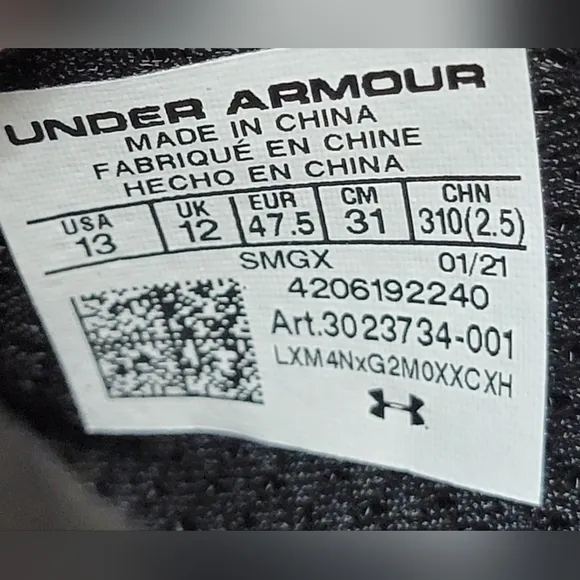 UNDER ARMOUR
MADE IN CHINA
FABRIQUÉ EN CHINE
HECHO EN CHINA
USA UK EUR CM CHN
13 12 47.5 31 310(2.5)
SMGX 01/21
4206192240
Art.3023734-001
LXM4NxG2M0XXCXH